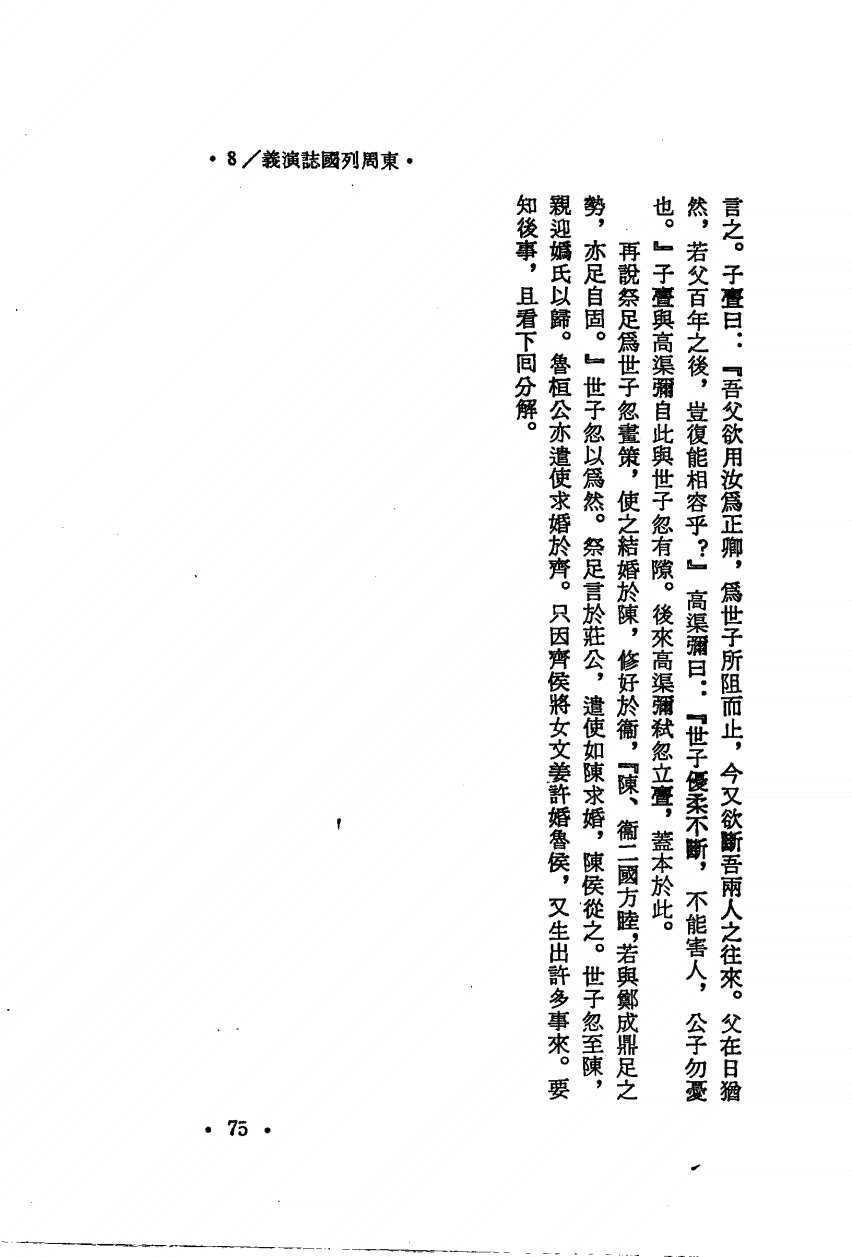 •東周列國誌演義／8•
言之。子亹曰：『吾父欲用汝爲正卿，爲世子所阻而止，今又欲斷吾兩人之往來。父在日猶
然，若父百年之後，豈復能相容乎？』高渠彌曰：『世子優柔不斷，不能害人，公子勿憂
也。』子亹與高渠彌自此與世子忽有隙。後來高渠彌弒忽立亹，蓋本於此。
再說祭足爲世子忽畫策，使之結婚於陳，修好於衞，『陳、衞二國方睦，若與鄭成鼎足之
勢，亦足自固。』世子忽以爲然。祭足言於莊公，遣使如陳求婚，陳侯從之。世子忽至陳，
親迎嬀氏以歸。魯桓公亦遣使求婚於齊。只因齊侯將女文姜許婚魯侯，又生出許多事來。要
知後事，且看下囘分解。
•75•